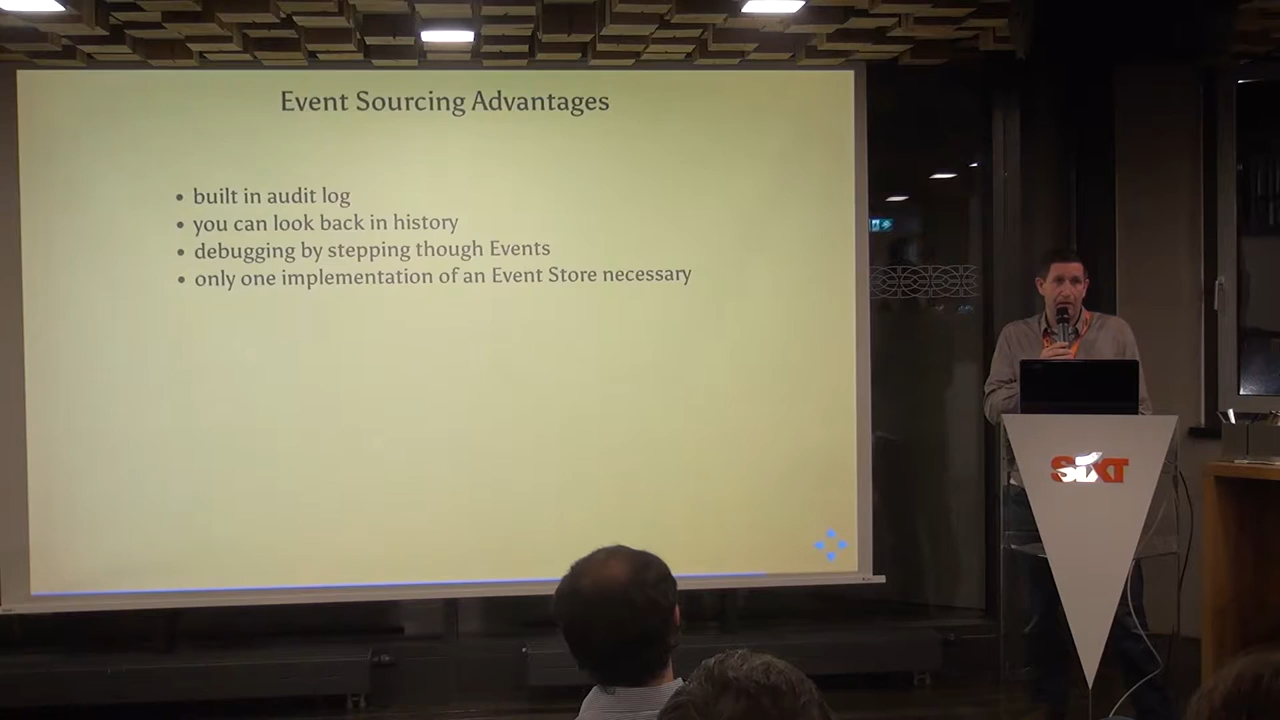 Event Sourcing Advantages
• built in audit log
• you can look back in history
• debugging by stepping though Events
• only one implementation of an Event Store necessary
SIXT